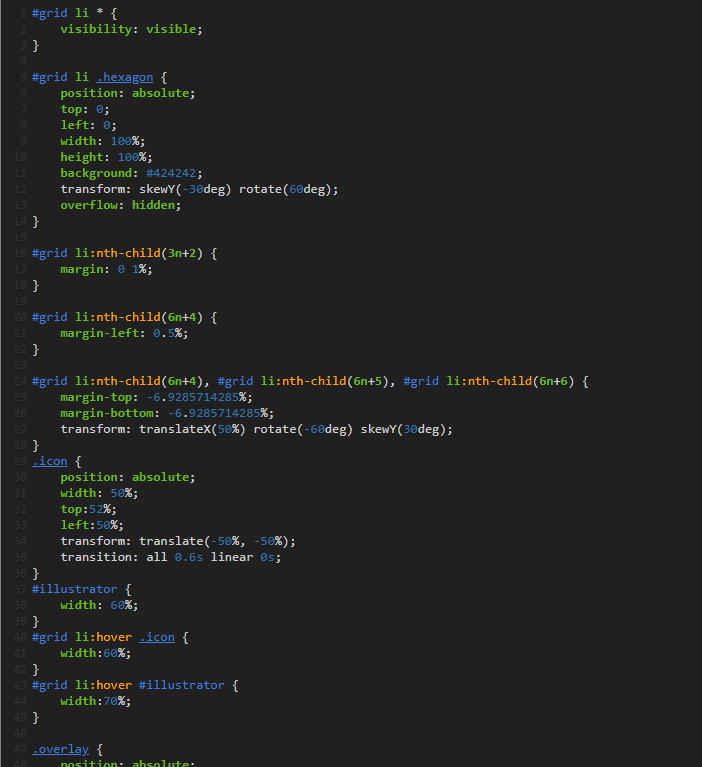 1 #grid li * {
2     visibility: visible;
3 }
4
5 #grid li .hexagon {
6     position: absolute;
7     top: 0;
8     left: 0;
9     width: 100%;
10     height: 100%;
11     background: #424242;
12     transform: skewY(-30deg) rotate(60deg);
13     overflow: hidden;
14 }
15
16 #grid li:nth-child(3n+2) {
17     margin: 0 1%;
18 }
19
20 #grid li:nth-child(6n+4) {
21     margin-left: 0.5%;
22 }
23
24 #grid li:nth-child(6n+4), #grid li:nth-child(6n+5), #grid li:nth-child(6n+6) {
25     margin-top: -6.9285714285%;
26     margin-bottom: -6.9285714285%;
27     transform: translateX(50%) rotate(-60deg) skewY(30deg);
28 }
29 .icon {
30     position: absolute;
31     width: 50%;
32     top:52%;
33     left:50%;
34     transform: translate(-50%, -50%);
35     transition: all 0.6s linear 0s;
36 }
37 #illustrator {
38     width: 60%;
39 }
40 #grid li:hover .icon {
41     width:60%;
42 }
43 #grid li:hover #illustrator {
44     width:70%;
45 }
46
47 .overlay {
48     position: absolute;